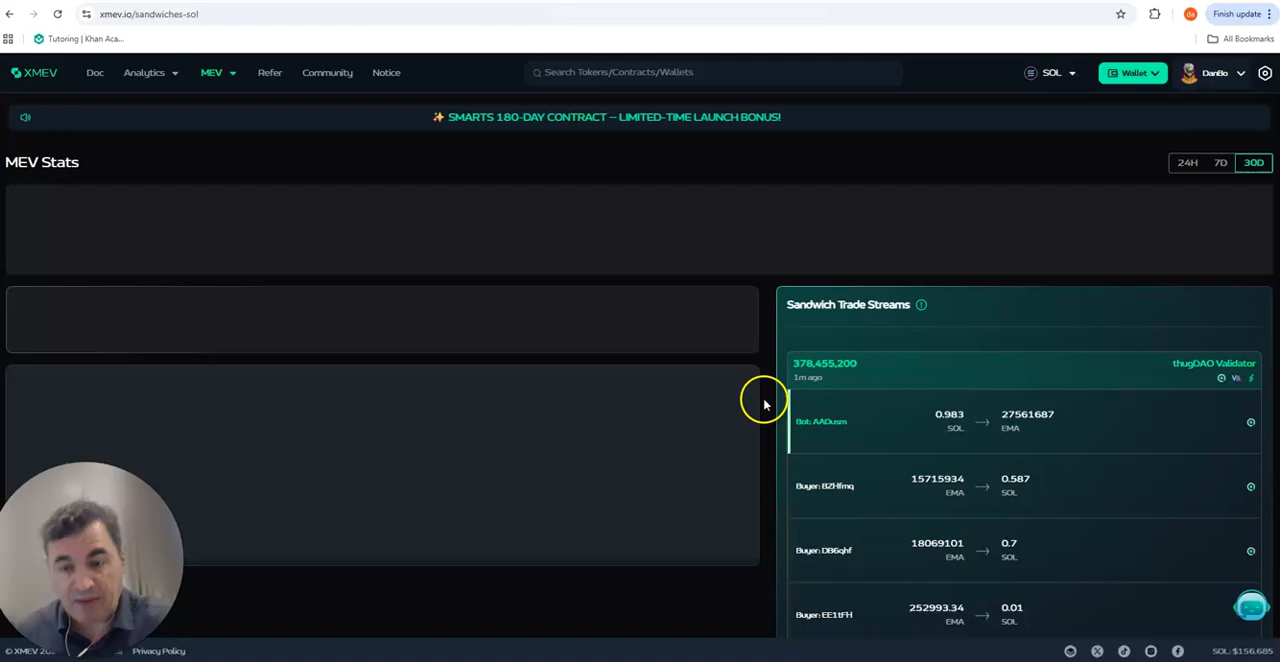 xmev.io/sandwiches-sol
da
Finish update
Tutoring | Khan Aca...
All Bookmarks
XMEV
Doc
Analytics
MEV
Refer
Community
Notice
Search Tokens/Contracts/Wallets
SOL
Wallet
DanBo
✨ SMARTS 180-DAY CONTRACT – LIMITED-TIME LAUNCH BONUS!
MEV Stats
24H
7D
30D
Sandwich Trade Streams
378,455,200
thugDAO Validator
1m ago
Bot: AADusm
0.983
SOL
→
27561687
EMA
Buyer: BZHfmq
15715934
EMA
→
0.587
SOL
Buyer: DB6qhf
18069101
EMA
→
0.7
SOL
Buyer: EE1tFH
252993.34
EMA
→
0.01
SOL
© XMEV
Privacy Policy
SOL: $156.685